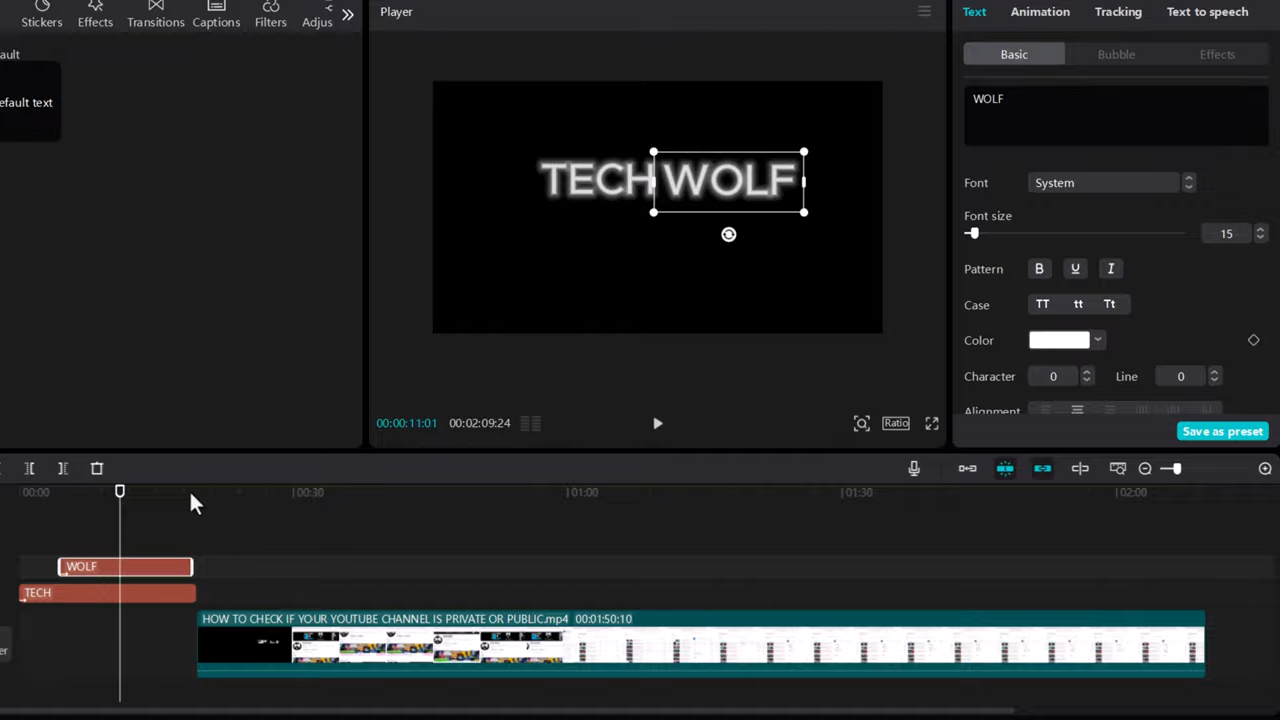 Stickers Effects Transitions Captions Filters Adjus
Player
Text Animation Tracking Text to speech
ault
efault text
Basic Bubble Effects
WOLF
TECH WOLF
Font System
Font size
15
Pattern B U I
Case TT tt Tt
Color
Character 0 Line 0
Alignment
00:00:11:01 00:02:09:24
Ratio
Save as preset
00:00 00:30 01:00 01:30 02:00
WOLF
TECH
HOW TO CHECK IF YOUR YOUTUBE CHANNEL IS PRIVATE OR PUBLIC.mp4 00:01:50:10
er